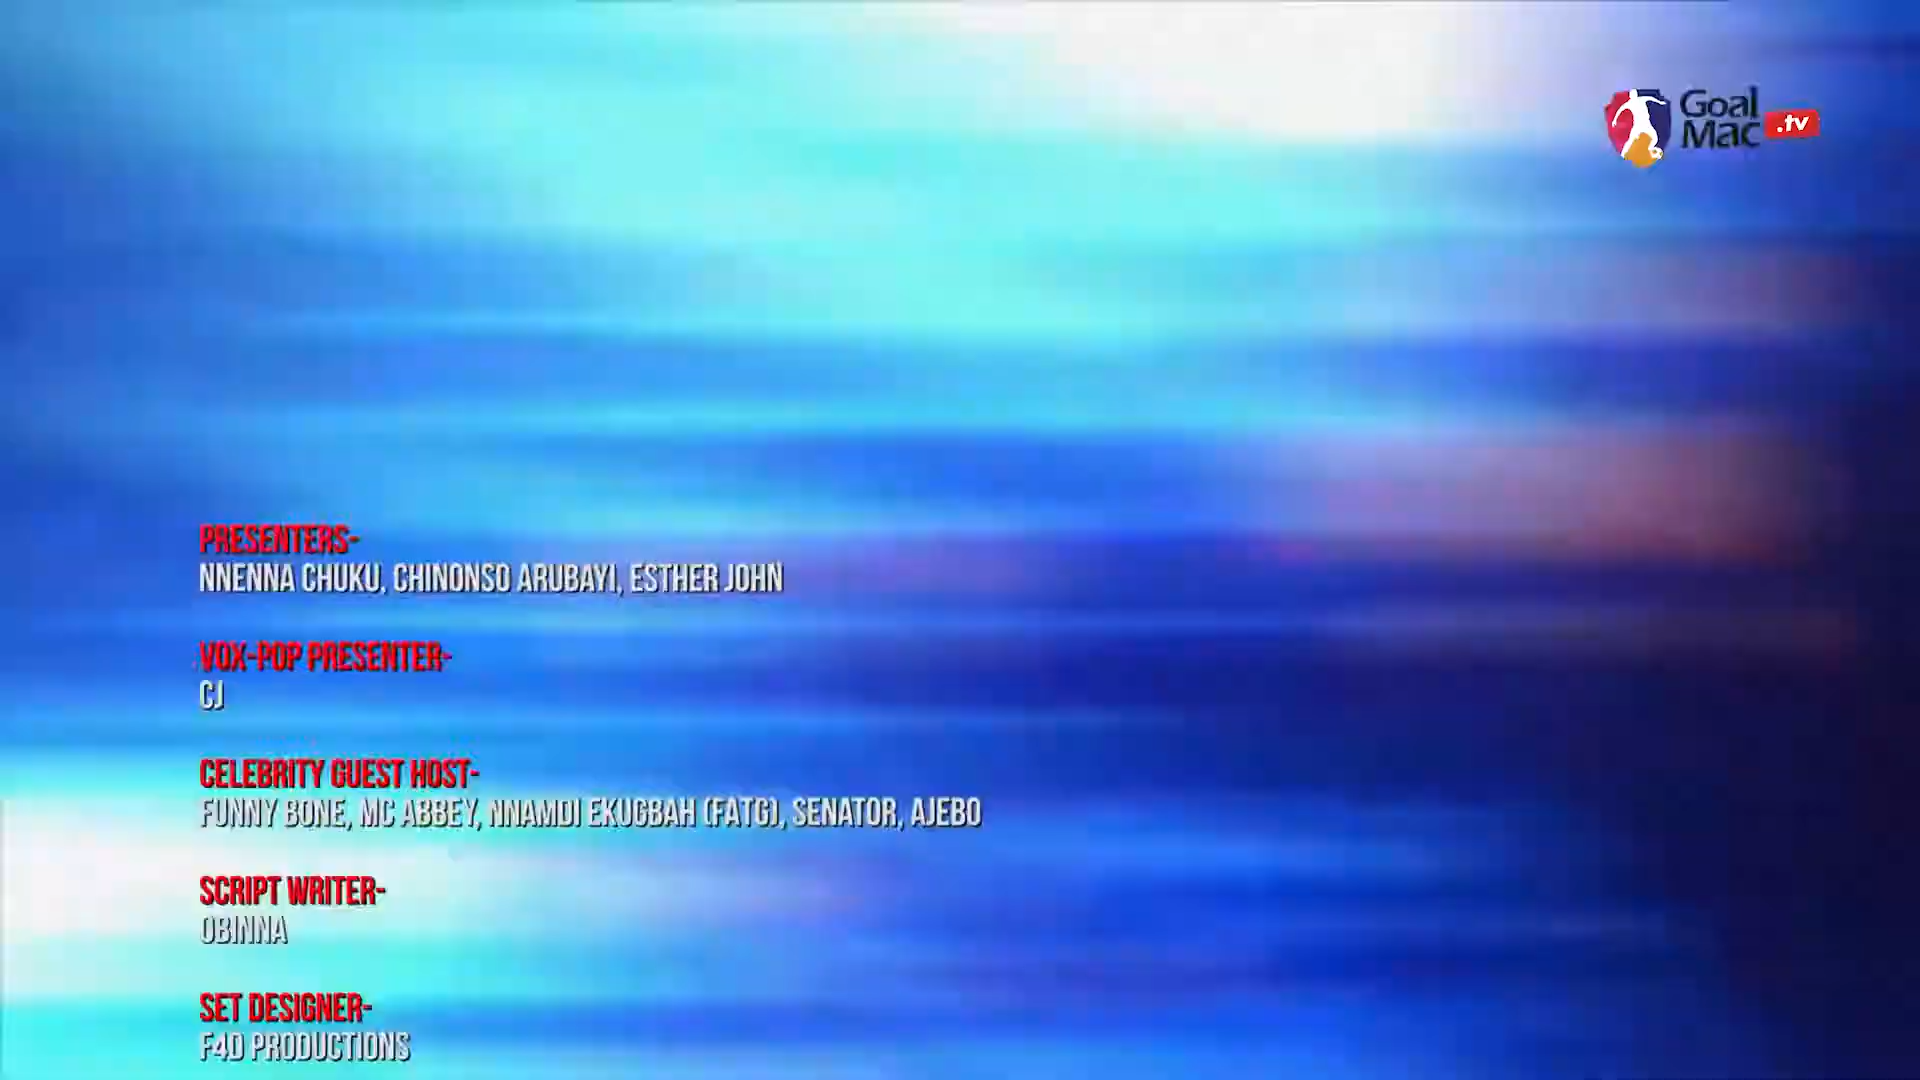 Goal
Mac .tv
PRESENTERS-
NNENNA CHUKU, CHINONSO ARUBAYI, ESTHER JOHN
VOX-POP PRESENTER-
CJ
CELEBRITY GUEST HOST-
FUNNY BONE, MC ABBEY, NNAMDI EKUGBAH (FATG), SENATOR, AJEBO
SCRIPT WRITER-
OBINNA
SET DESIGNER-
F4D PRODUCTIONS